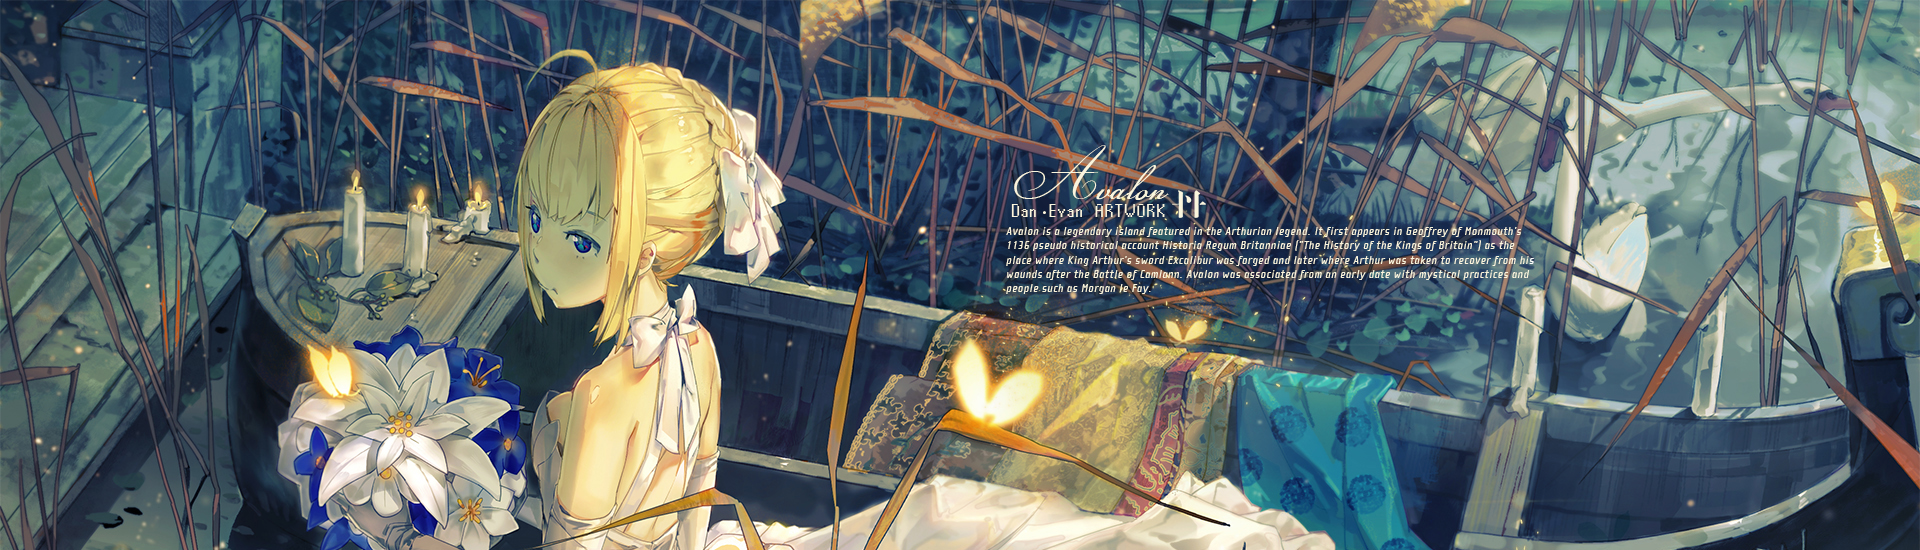 Avalon
Dan·Evan ARTWORK
Avalon is a legendary island featured in the Arthurian legend. It first appears in Geoffrey of Monmouth's
1136 pseudo historical account Historia Regum Britanniae ("The History of the Kings of Britain") as the
place where King Arthur's sword Excalibur was forged and later where Arthur was taken to recover from his
wounds after the Battle of Camlann. Avalon was associated from an early date with mystical practices and
people such as Morgan le Fay.